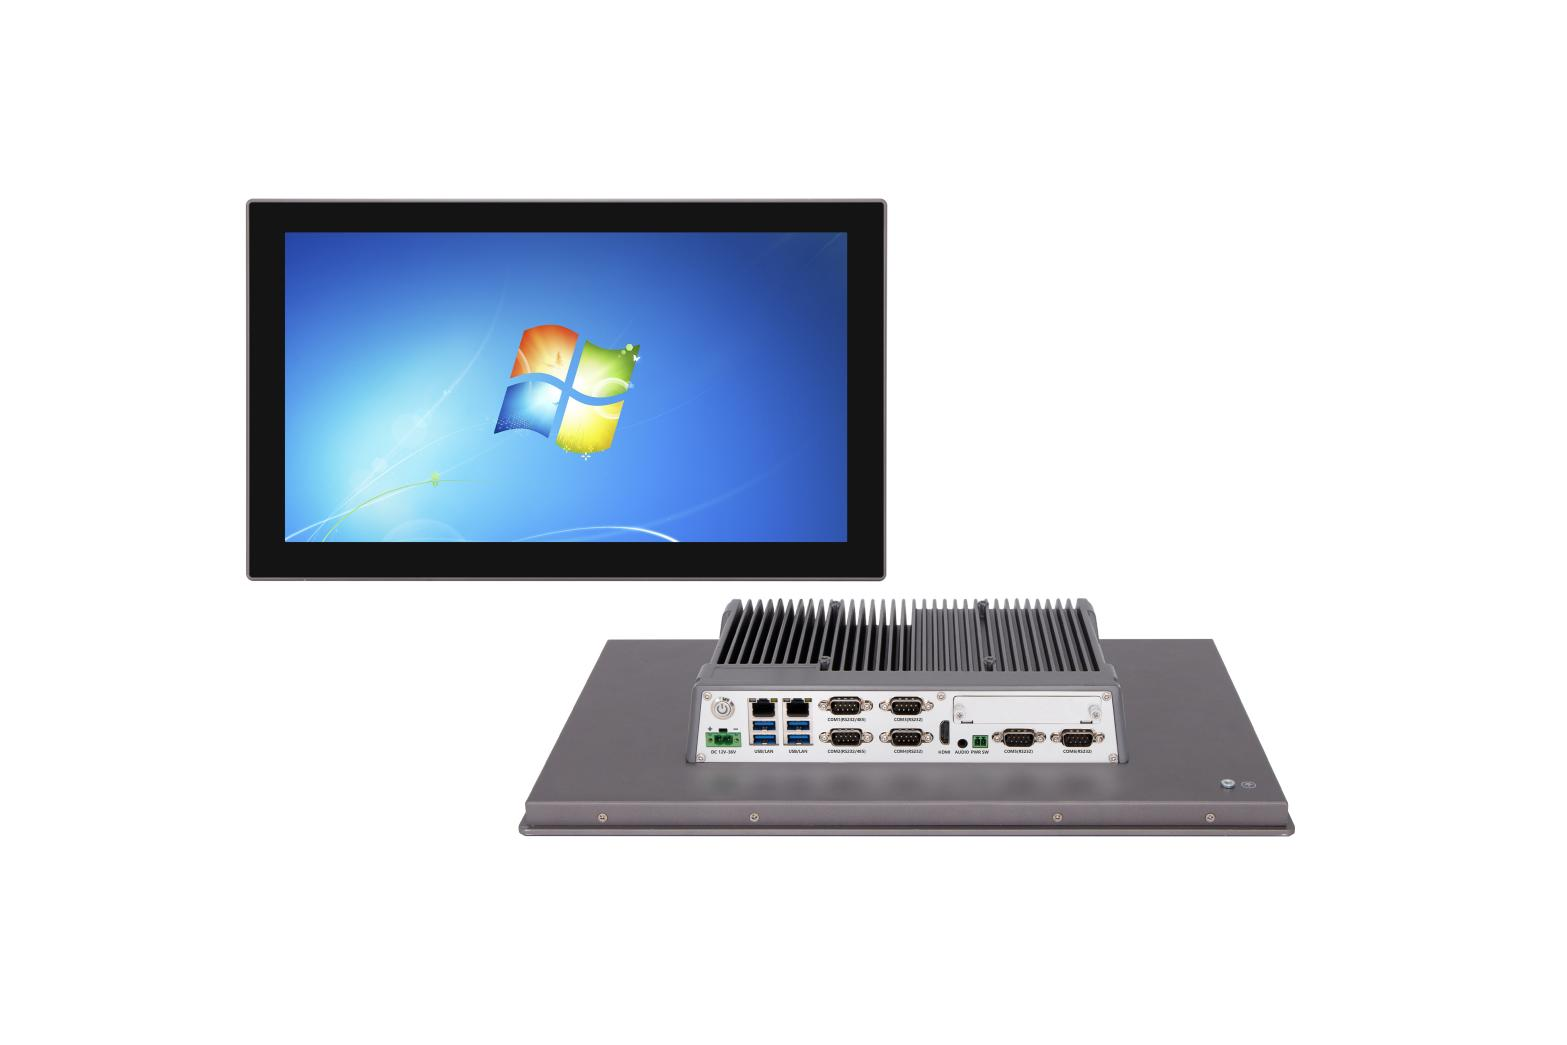 DC 12V-36V
USB/LAN
USB/LAN
COM1(RS232/485)
COM2(RS232/485)
COM3(RS232)
COM4(RS232)
HDMI
AUDIO
PWR SW
COM5(RS232)
COM6(RS232)